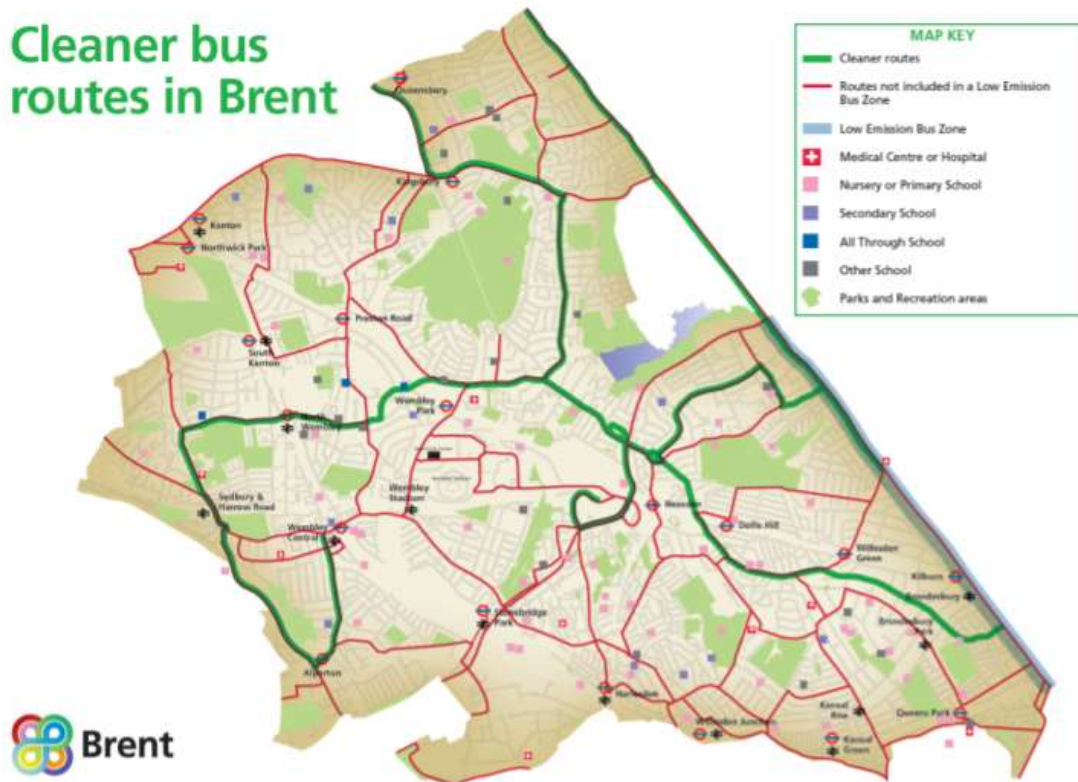 Cleaner bus
routes in Brent
MAP KEY
Cleaner routes
Routes not included in a Low Emission
Bus Zone
Low Emission Bus Zone
Medical Centre or Hospital
Nursery or Primary School
Secondary School
All Through School
Other School
Parks and Recreation areas
Queensbury
Kingsbury
Kenton
Northwick Park
Preston Road
South
Kenton
Wembley
Park
North
Wembley
Sudbury &
Harrow Road
Wembley
Stadium
Wembley
Central
Neasden
Dollis Hill
Willesden
Green
Kilburn
Brondesbury
Brondesbury
Park
Stonebridge
Park
Alperton
Harlesden
Kensal
Rise
Queens Park
Willesden Junction
Kensal
Green
Brent